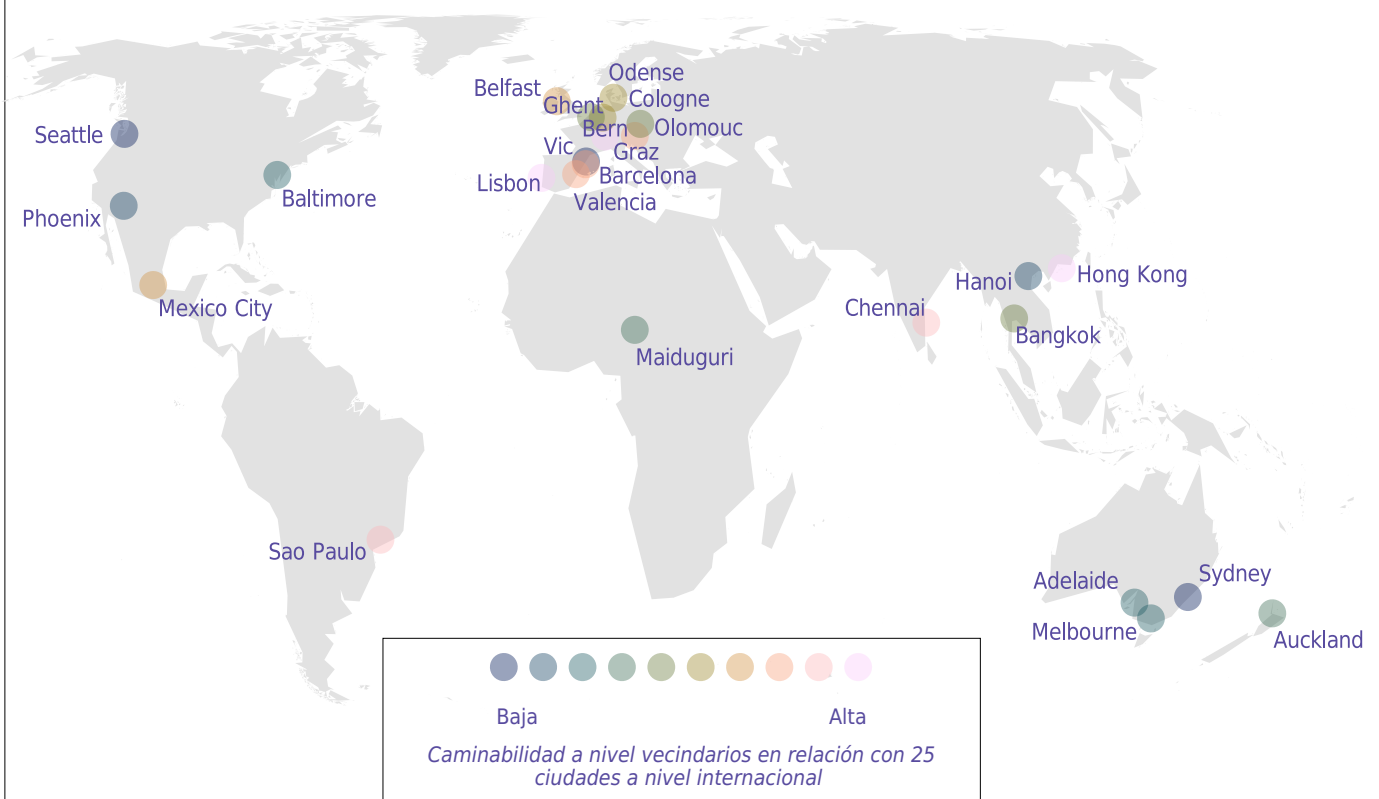 Odense
Belfast
Cologne
Ghent
Seattle
Bern
Olomouc
Vic
Graz
Lisbon
Barcelona
Baltimore
Valencia
Phoenix
Hanoi
Hong Kong
Mexico City
Chennai
Bangkok
Maiduguri
Sao Paulo
Adelaide
Sydney
Melbourne
Auckland
Baja
Alta
Caminabilidad a nivel vecindarios en relación con 25
ciudades a nivel internacional